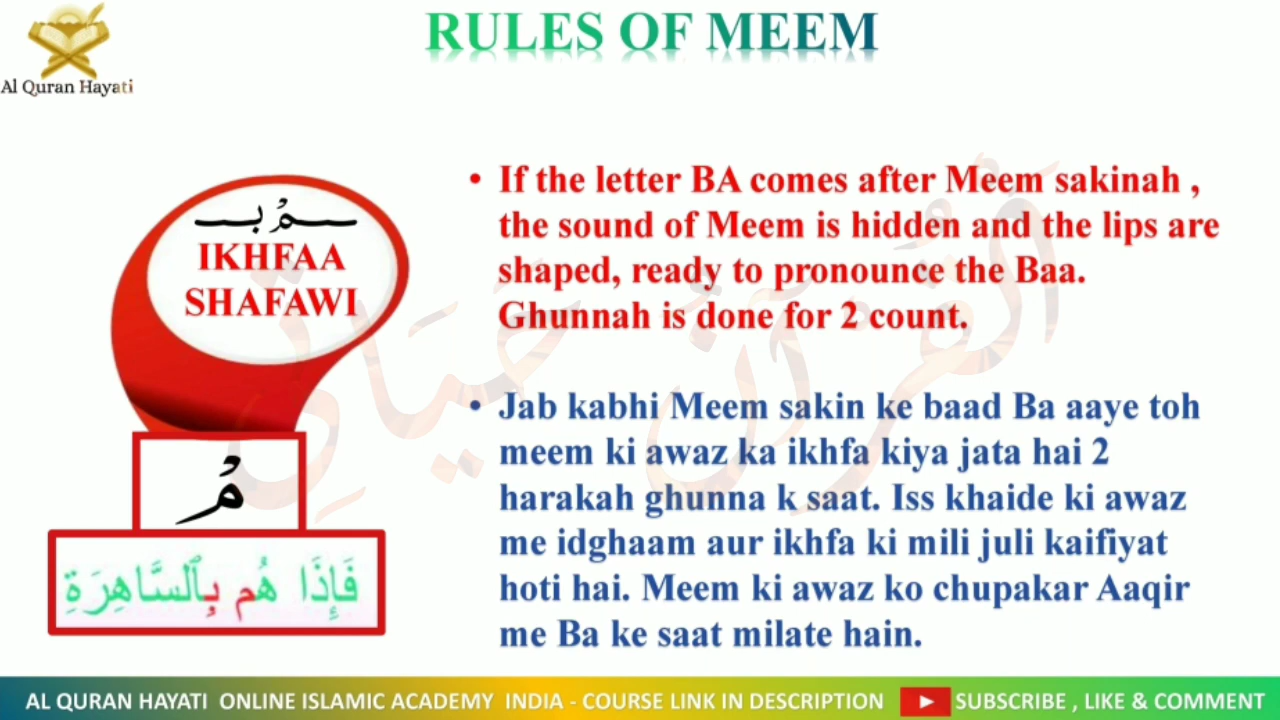 RULES OF MEEM
Al Quran Hayati
ـمْ بـ
IKHFAA
SHAFAWI
مْ
فَإِذَا هُم بِٱلسَّاهِرَةِ
• If the letter BA comes after Meem sakinah ,
the sound of Meem is hidden and the lips are
shaped, ready to pronounce the Baa.
Ghunnah is done for 2 count.
• Jab kabhi Meem sakin ke baad Ba aaye toh
meem ki awaz ka ikhfa kiya jata hai 2
harakah ghunna k saat. Iss khaide ki awaz
me idghaam aur ikhfa ki mili juli kaifiyat
hoti hai. Meem ki awaz ko chupakar Aaqir
me Ba ke saat milate hain.
القُرآن حَيَاتِي
AL QURAN HAYATI ONLINE ISLAMIC ACADEMY INDIA - COURSE LINK IN DESCRIPTION SUBSCRIBE , LIKE & COMMENT